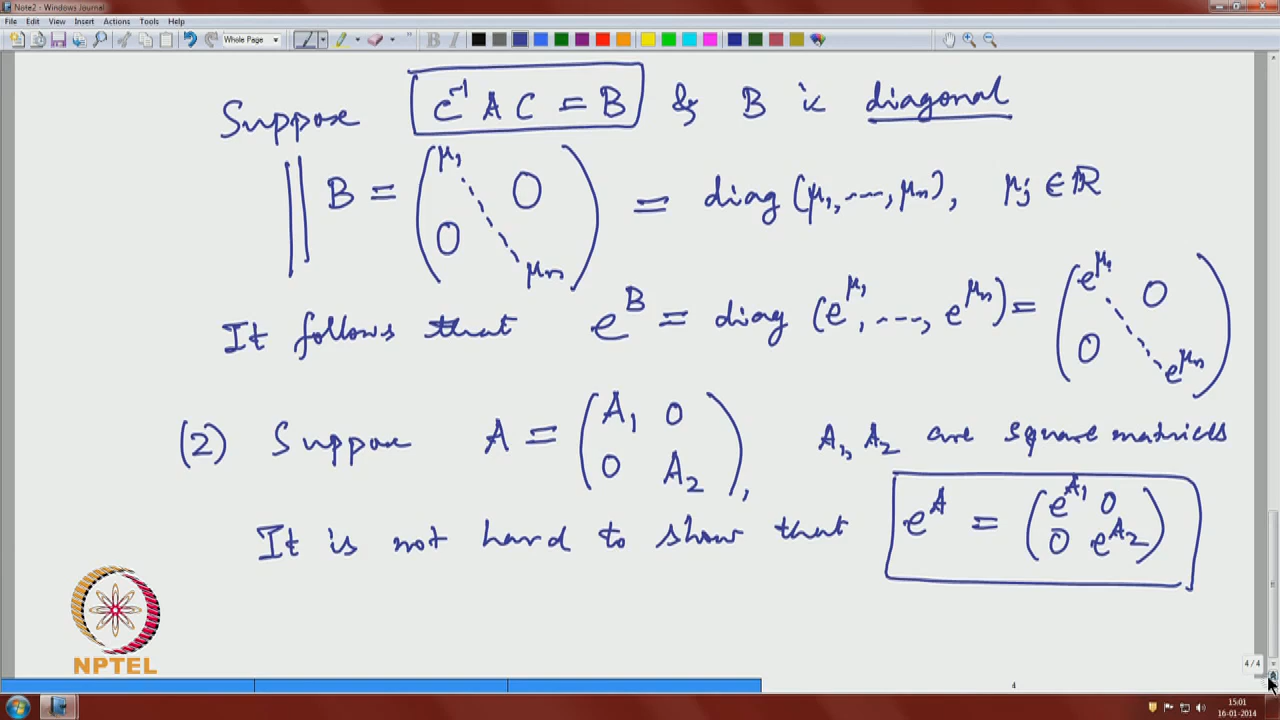 Note2 - Windows Journal
File Edit View Insert Actions Tools Help
Whole Page
Suppose C⁻¹ A C = B & B is diagonal
B = (μ₁ 0 0 μₙ) = diag (μ₁, ---, μₙ), μⱼ ∈ ℝ
It follows that e^B = diag (e^μ₁, ---, e^μₙ) = (e^μ₁ 0 0 e^μₙ)
(2) Suppose A = (A₁ 0 0 A₂), A₁, A₂ are square matrices
It is not hard to show that e^A = (e^A₁ 0 0 e^A₂)
NPTEL
4 / 4
4
15:01
16-01-2014